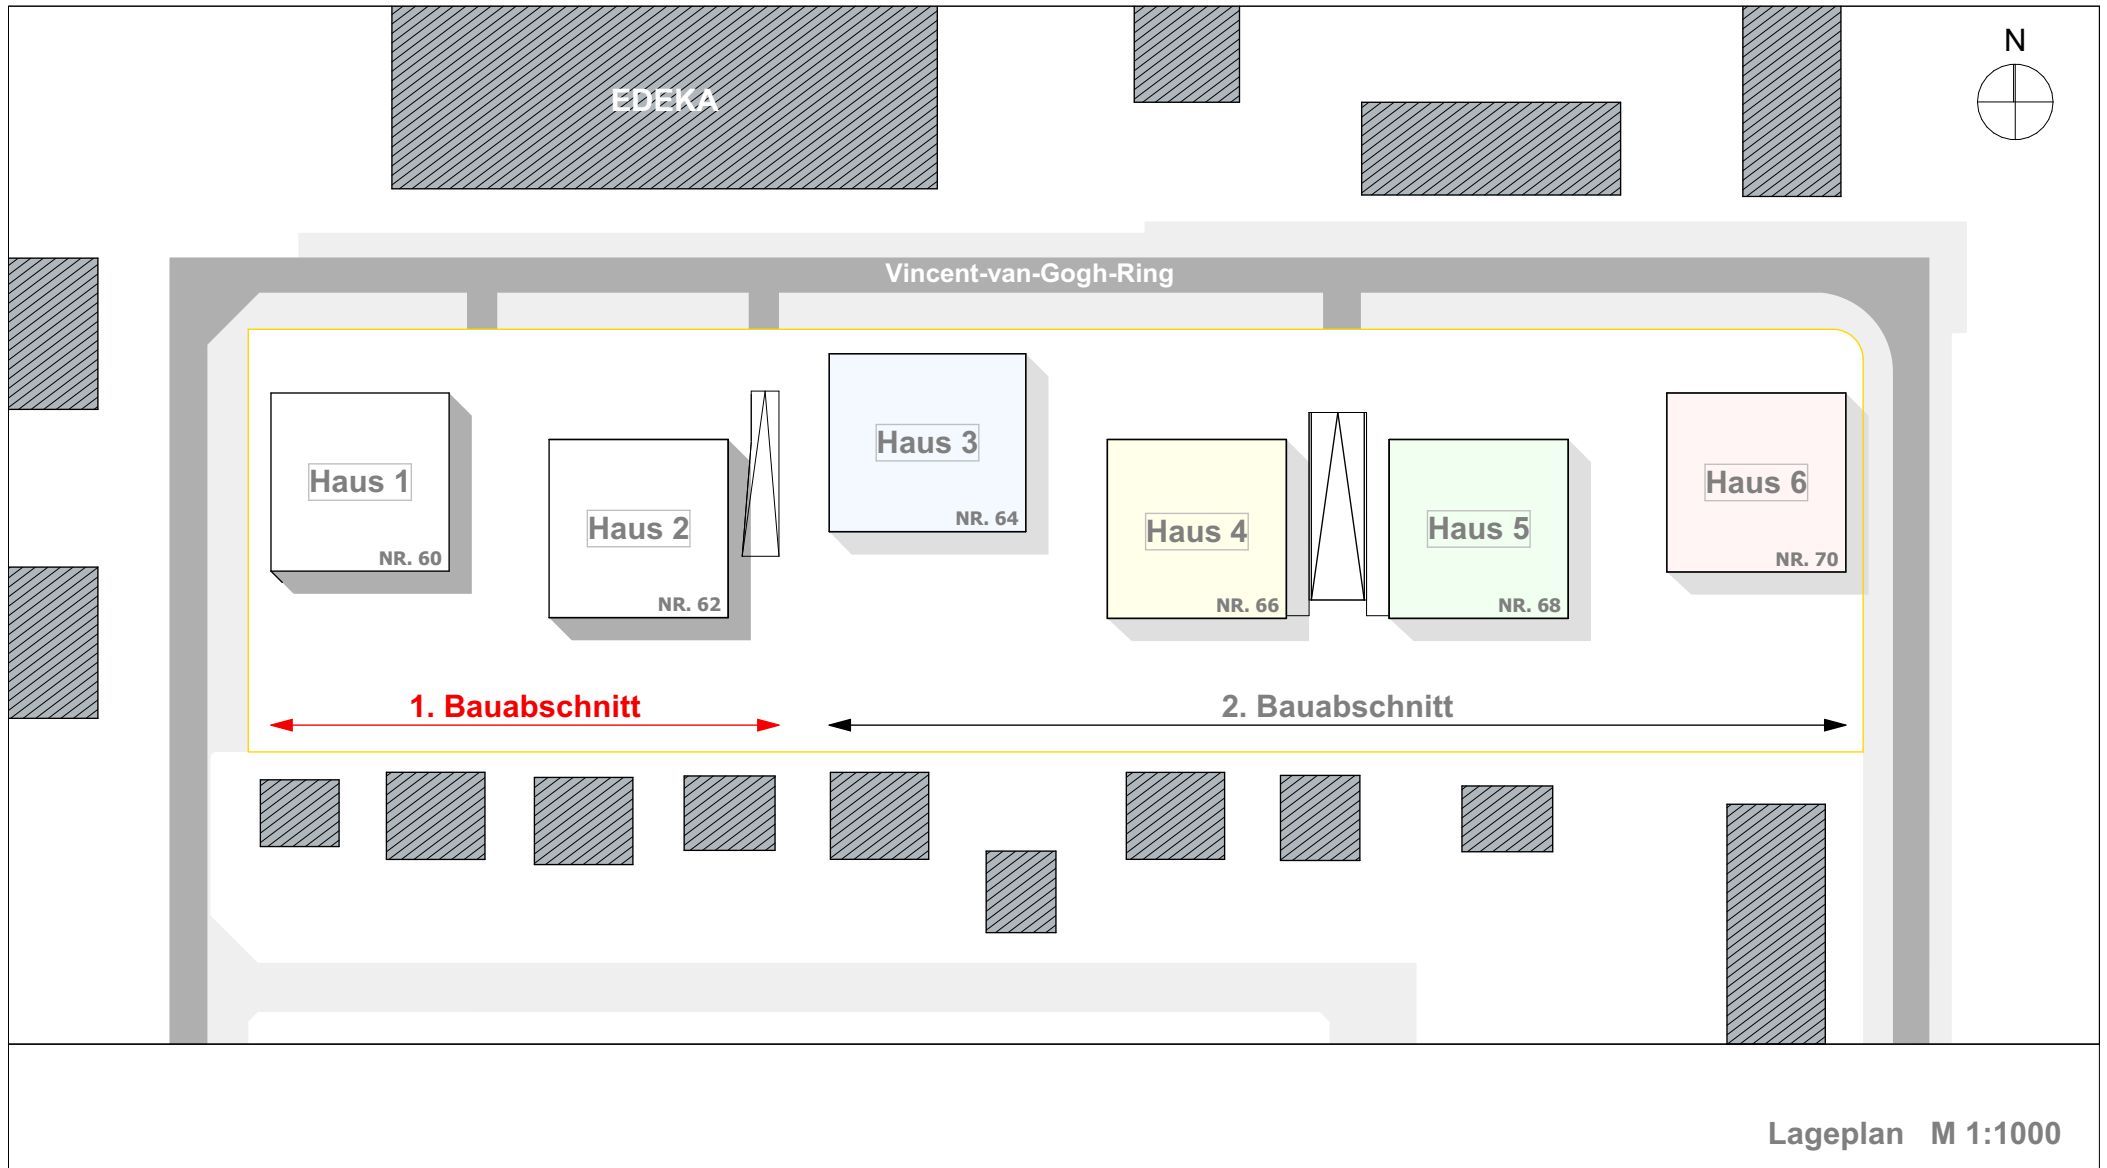 EDEKA
N
Vincent-van-Gogh-Ring
Haus 1
NR. 60
Haus 2
NR. 62
Haus 3
NR. 64
Haus 4
NR. 66
Haus 5
NR. 68
Haus 6
NR. 70
1. Bauabschnitt
2. Bauabschnitt
Lageplan M 1:1000